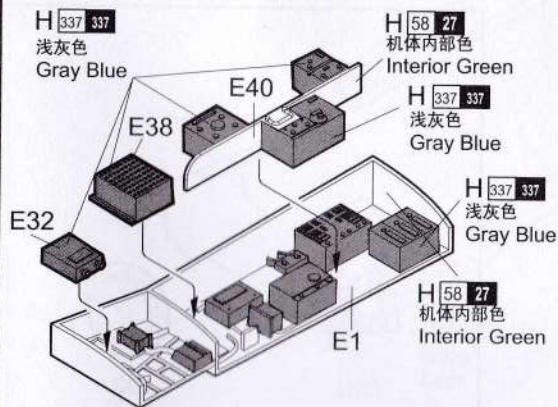 H 337 337
浅灰色
Gray Blue
H 58 27
机体内部色
Interior Green
E40
H 337 337
浅灰色
Gray Blue
E38
H 337 337
浅灰色
Gray Blue
E32
H 58 27
机体内部色
Interior Green
E1